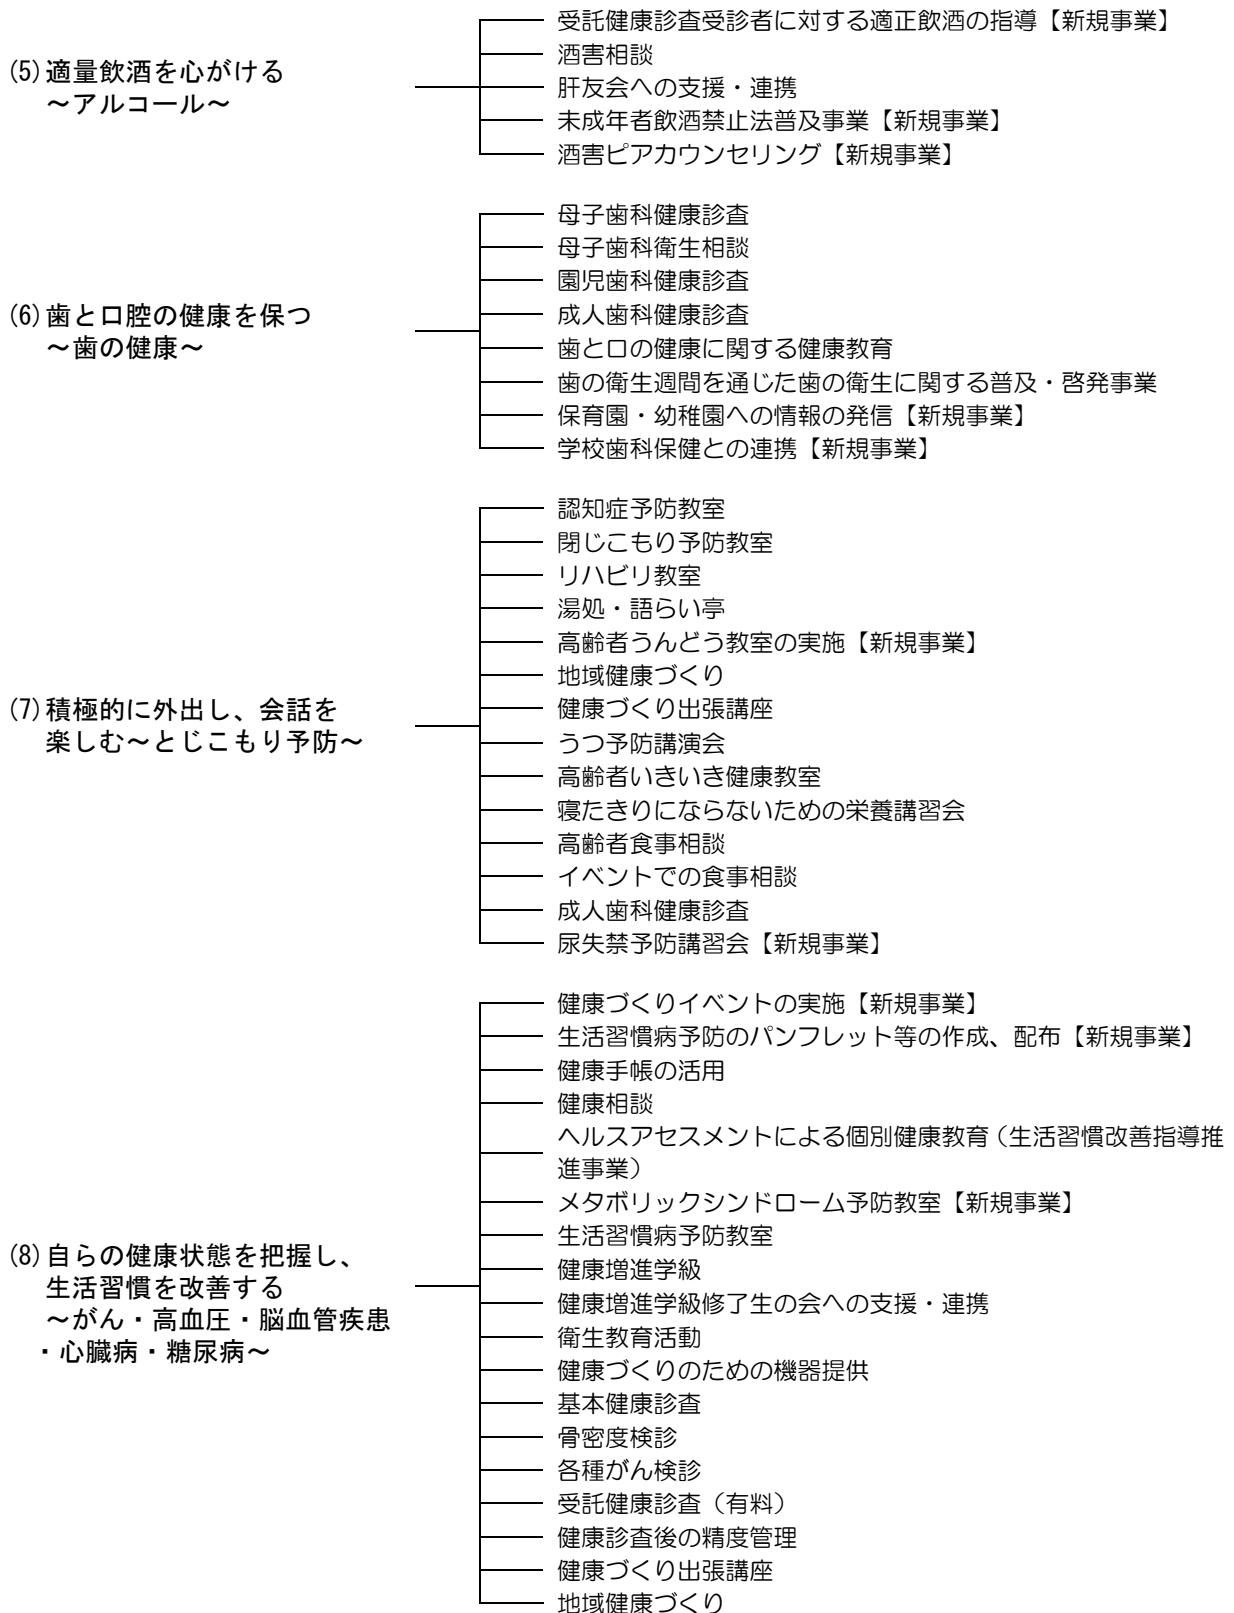 (5)適量飲酒を心がける
～アルコール～
受託健康診査受診者に対する適正飲酒の指導【新規事業】
酒害相談
肝友会への支援・連携
未成年者飲酒禁止法普及事業【新規事業】
酒害ピアカウンセリング【新規事業】
(6)歯と口腔の健康を保つ
～歯の健康～
母子歯科健康診査
母子歯科衛生相談
園児歯科健康診査
成人歯科健康診査
歯と口の健康に関する健康教育
歯の衛生週間を通じた歯の衛生に関する普及・啓発事業
保育園・幼稚園への情報の発信【新規事業】
学校歯科保健との連携【新規事業】
(7)積極的に外出し、会話を
楽しむ～とじこもり予防～
認知症予防教室
閉じこもり予防教室
リハビリ教室
湯処・語らい亭
高齢者うんどう教室の実施【新規事業】
地域健康づくり
健康づくり出張講座
うつ予防講演会
高齢者いきいき健康教室
寝たきりにならないための栄養講習会
高齢者食事相談
イベントでの食事相談
成人歯科健康診査
尿失禁予防講習会【新規事業】
(8)自らの健康状態を把握し、
生活習慣を改善する
～がん・高血圧・脳血管疾患
・心臓病・糖尿病～
健康づくりイベントの実施【新規事業】
生活習慣病予防のパンフレット等の作成、配布【新規事業】
健康手帳の活用
健康相談
ヘルスアセスメントによる個別健康教育（生活習慣改善指導推
進事業）
メタボリックシンドローム予防教室【新規事業】
生活習慣病予防教室
健康増進学級
健康増進学級修了生の会への支援・連携
衛生教育活動
健康づくりのための機器提供
基本健康診査
骨密度検診
各種がん検診
受託健康診査（有料）
健康診査後の精度管理
健康づくり出張講座
地域健康づくり